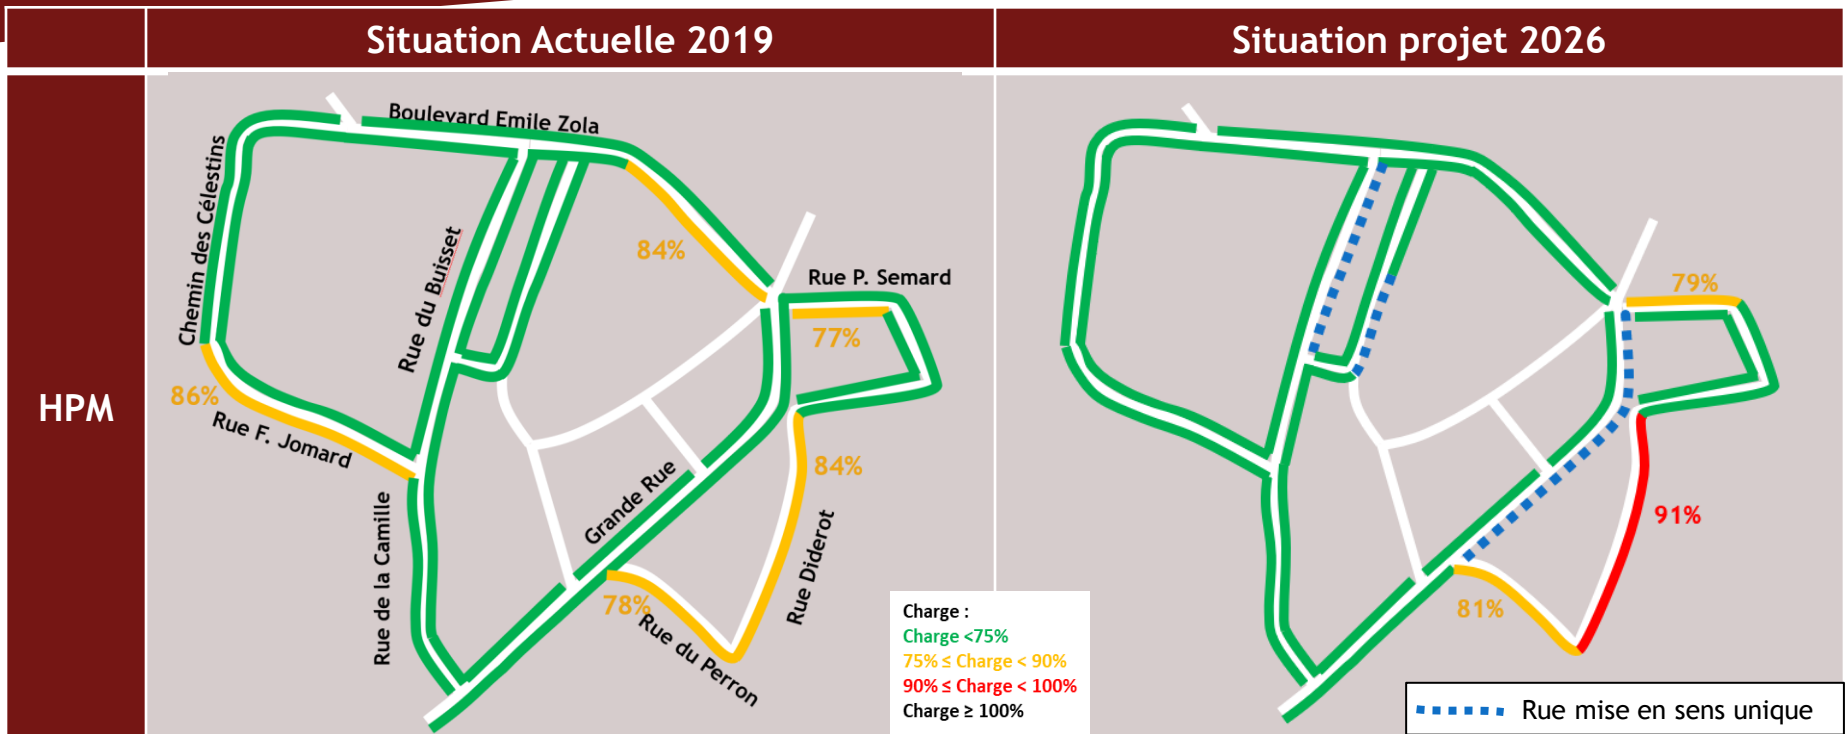 Situation Actuelle 2019
Situation projet 2026
HPM
Boulevard Emile Zola
Chemin des Célestins
Rue du Buisset
84%
Rue P. Semard
77%
86%
Rue F. Jomard
84%
Grande Rue
Rue de la Camille
Rue Diderot
78%
Rue du Perron
79%
91%
81%
Charge :
Charge <75%
75% ≤ Charge < 90%
90% ≤ Charge < 100%
Charge ≥ 100%
Rue mise en sens unique